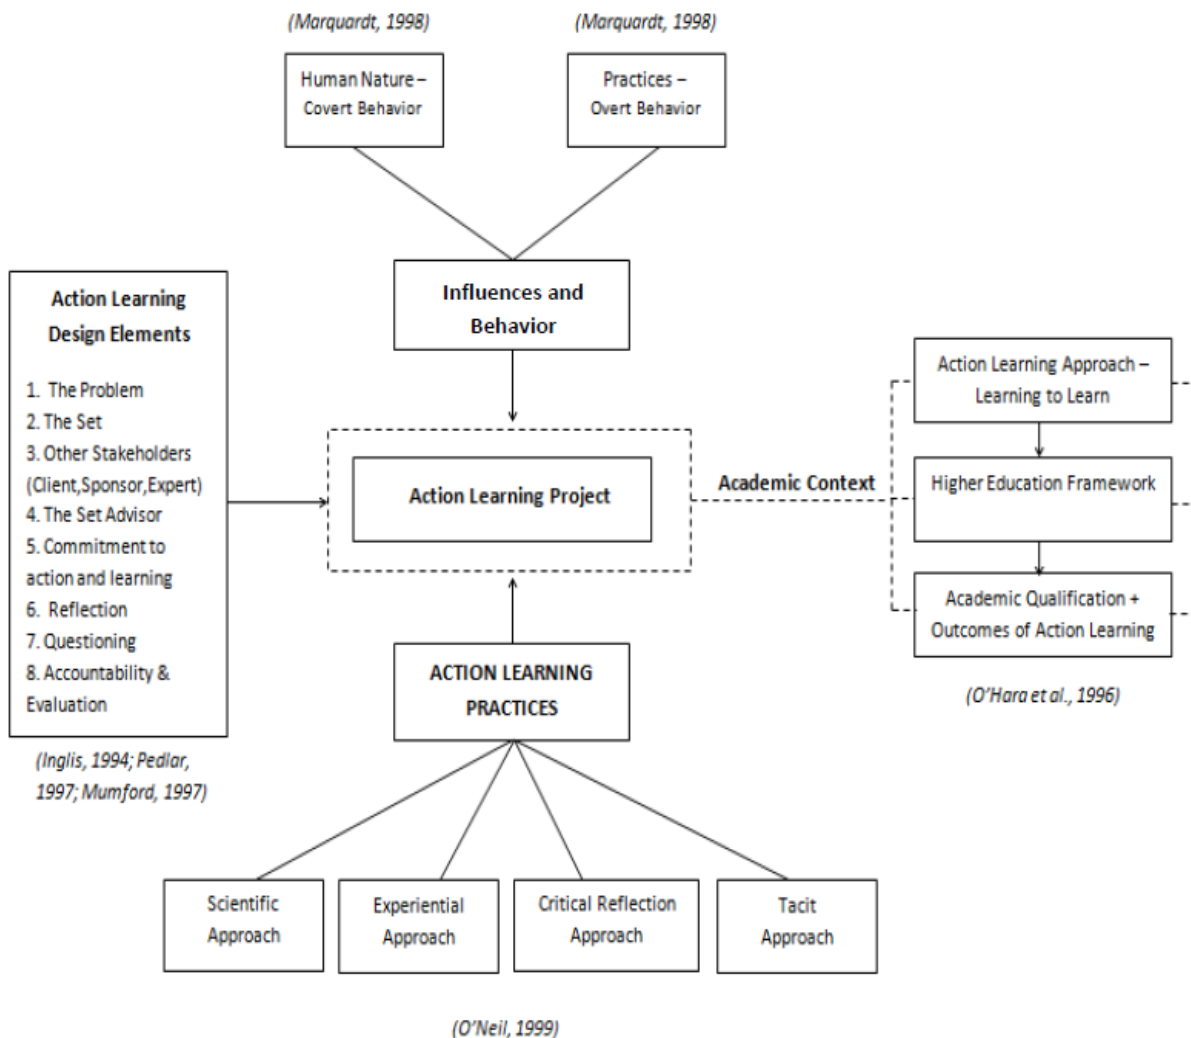 (Marquardt, 1998)
(Marquardt, 1998)
Human Nature –
Covert Behavior
Practices –
Overt Behavior
Influences and
Behavior
Action Learning
Design Elements
1. The Problem
2. The Set
3. Other Stakeholders
(Client,Sponsor,Expert)
4. The Set Advisor
5. Commitment to
action and learning
6. Reflection
7. Questioning
8. Accountability &
Evaluation
(Inglis, 1994; Pedlar,
1997; Mumford, 1997)
Action Learning Project
Academic Context
Action Learning Approach –
Learning to Learn
Higher Education Framework
Academic Qualification +
Outcomes of Action Learning
(O'Hara et al., 1996)
ACTION LEARNING
PRACTICES
Scientific
Approach
Experiential
Approach
Critical Reflection
Approach
Tacit
Approach
(O'Neil, 1999)